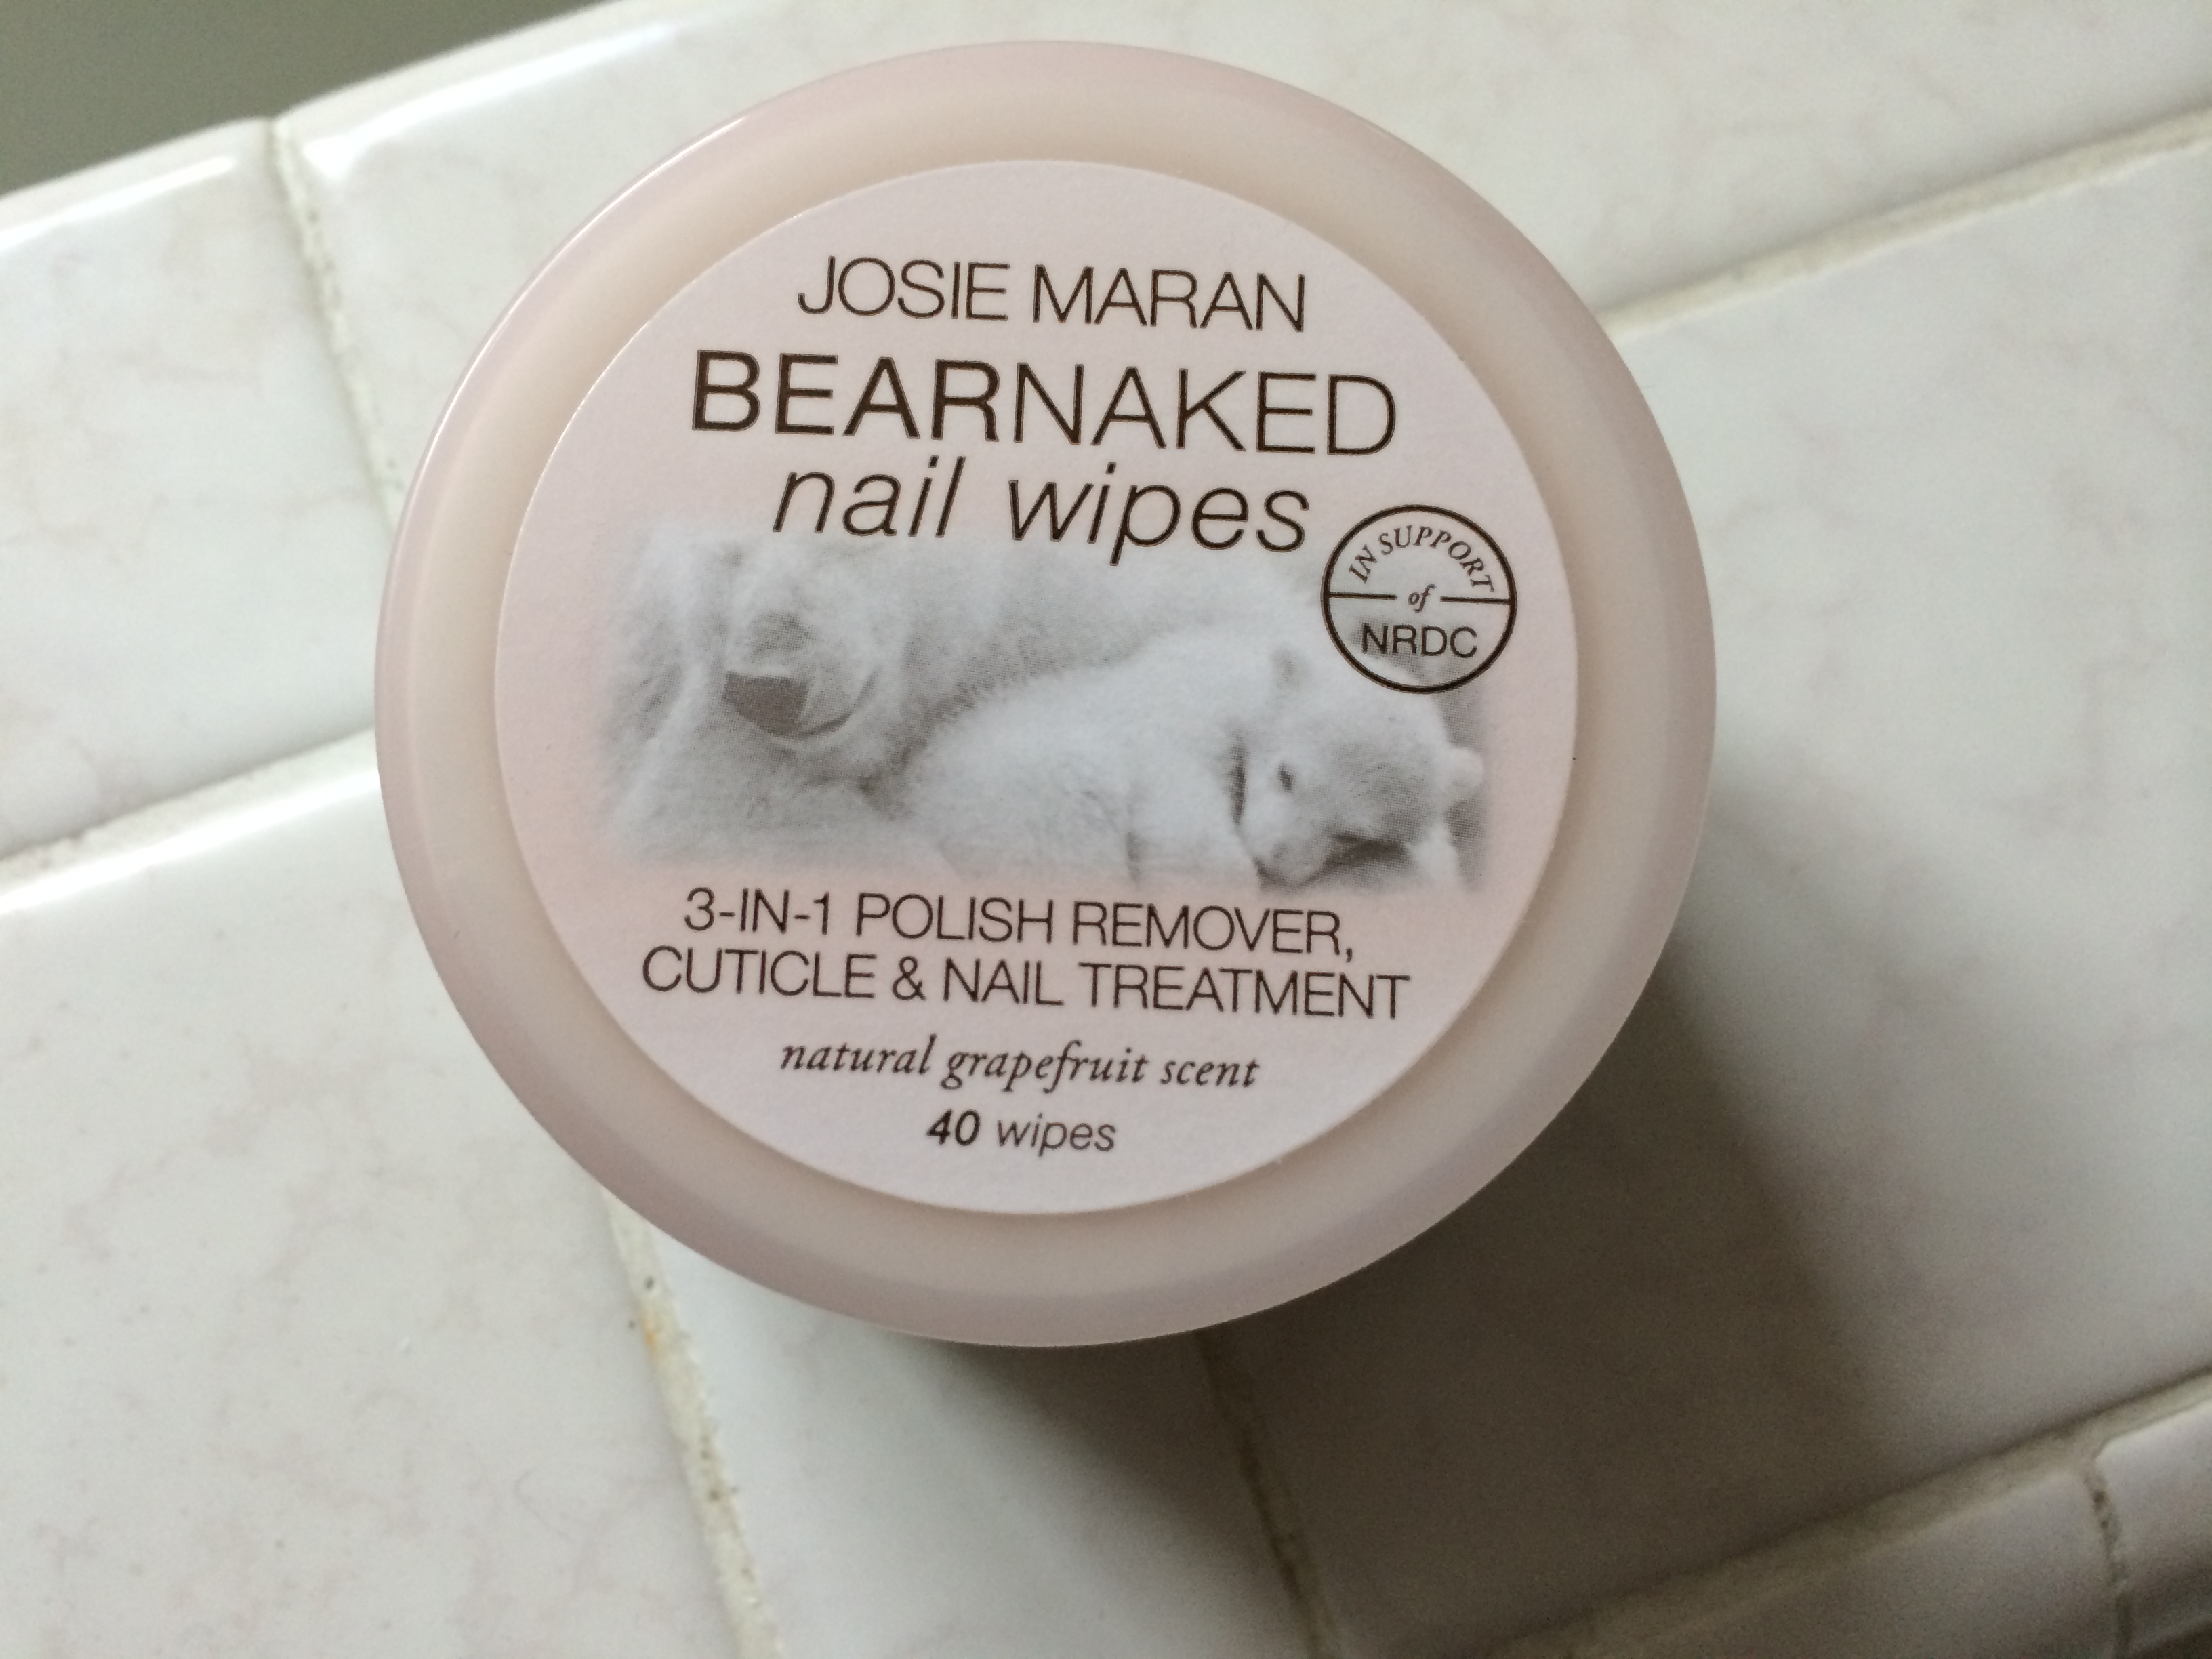 JOSIE MARAN
BEARNAKED
nail wipes
IN SUPPORT
of
NRDC
3-IN-1 POLISH REMOVER,
CUTICLE & NAIL TREATMENT
natural grapefruit scent
40 wipes